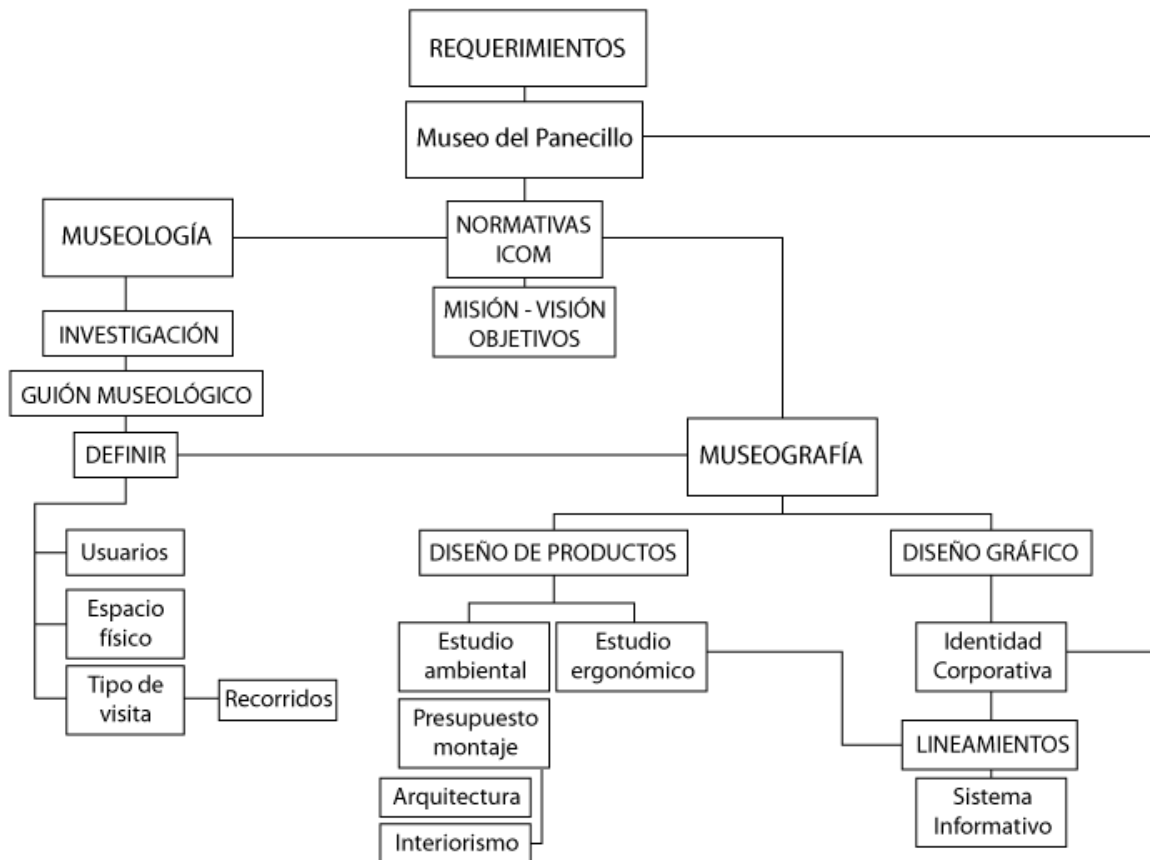 REQUERIMIENTOS
Museo del Panecillo
MUSEOLOGÍA
NORMATIVAS
ICOM
MISIÓN - VISIÓN
OBJETIVOS
INVESTIGACIÓN
GUIÓN MUSEOLÓGICO
DEFINIR
MUSEOGRAFÍA
Usuarios
Espacio
físico
Tipo de
visita
Recorridos
DISEÑO DE PRODUCTOS
DISEÑO GRÁFICO
Estudio
ambiental
Estudio
ergonómico
Identidad
Corporativa
Presupuesto
montaje
LINEAMIENTOS
Arquitectura
Interiorismo
Sistema
Informativo